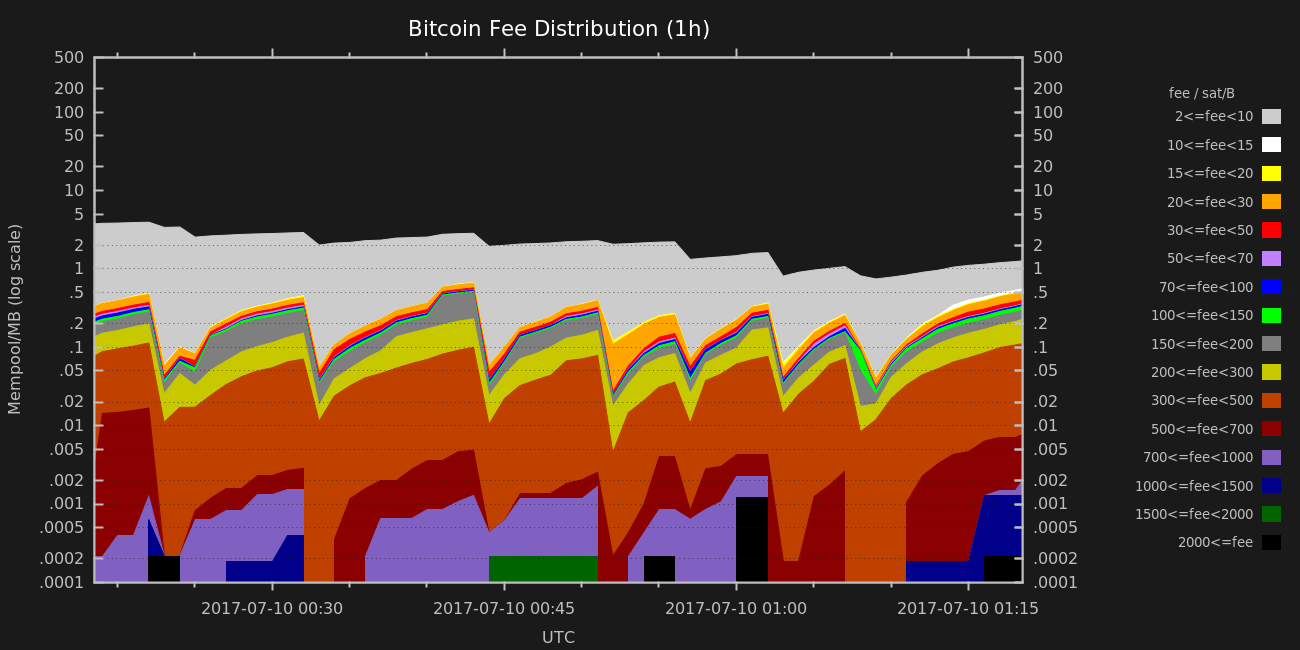 Bitcoin Fee Distribution (1h)
500
200
100
50
20
10
5
2
1
.5
.2
.1
.05
.02
.01
.005
.002
.001
.0005
.0002
.0001
Mempool/MB (log scale)
500
200
100
50
20
10
5
2
1
.5
.2
.1
.05
.02
.01
.005
.002
.001
.0005
.0002
.0001
2017-07-10 00:30
2017-07-10 00:45
2017-07-10 01:00
2017-07-10 01:15
UTC
fee / sat/B
2<=fee<10
10<=fee<15
15<=fee<20
20<=fee<30
30<=fee<50
50<=fee<70
70<=fee<100
100<=fee<150
150<=fee<200
200<=fee<300
300<=fee<500
500<=fee<700
700<=fee<1000
1000<=fee<1500
1500<=fee<2000
2000<=fee